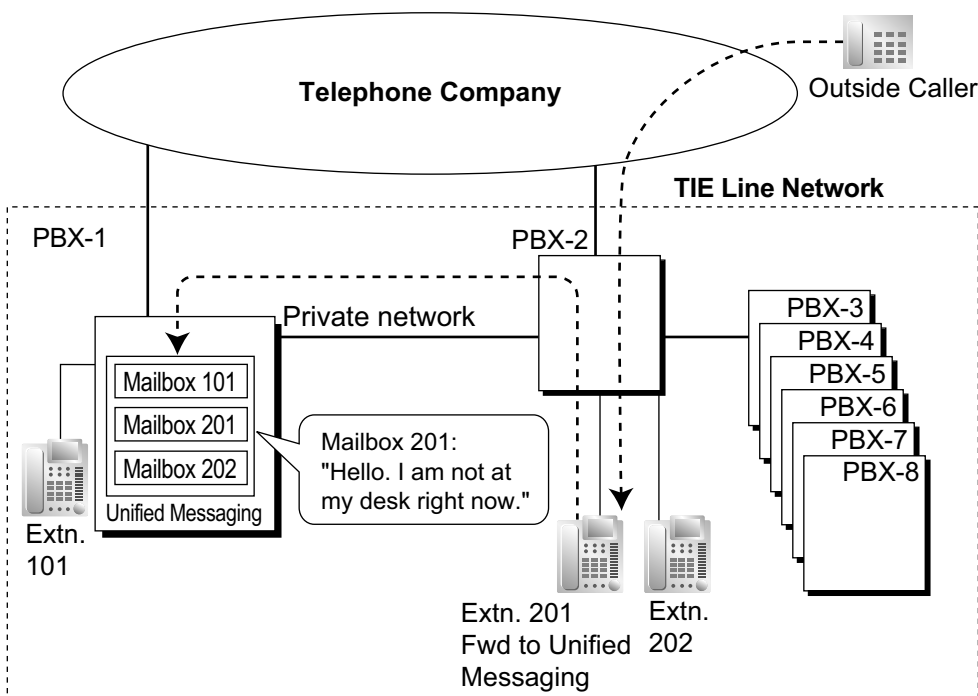 Telephone Company
Outside Caller
TIE Line Network
PBX-1
PBX-2
Private network
PBX-3
PBX-4
PBX-5
PBX-6
PBX-7
PBX-8
Mailbox 101
Mailbox 201
Mailbox 202
Unified Messaging
Mailbox 201:
"Hello. I am not at
my desk right now."
Extn.
101
Extn. 201
Fwd to Unified
Messaging
Extn.
202